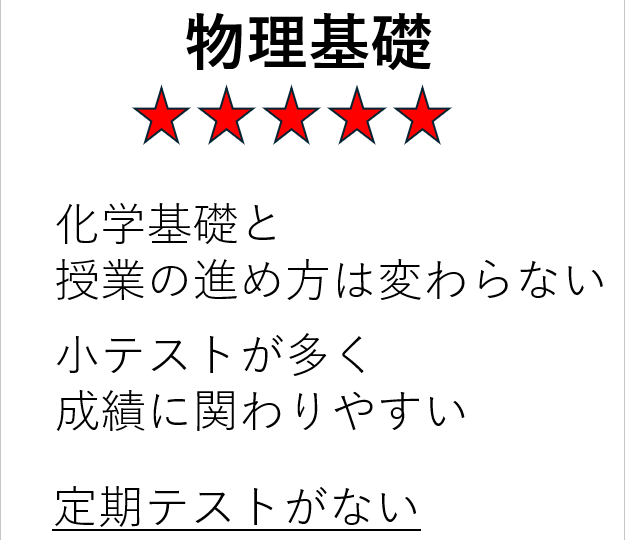 物理基礎
★★★★★
化学基礎と
授業の進め方は変わらない
小テストが多く
成績に関わりやすい
定期テストがない